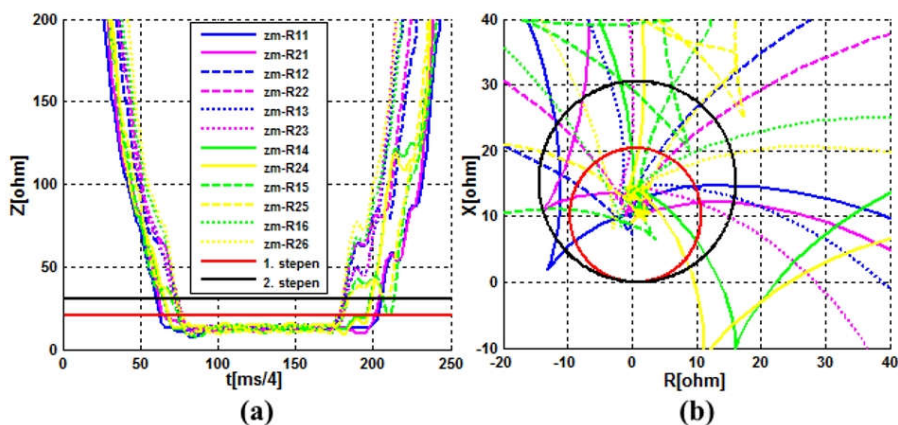 (a)
200
150
100
50
0
Z[ohm]
zm-R11
zm-R21
zm-R12
zm-R22
zm-R13
zm-R23
zm-R14
zm-R24
zm-R15
zm-R25
zm-R16
zm-R26
1. stepen
2. stepen
0 50 100 150 200 250
t[ms/4]
(a)
(b)
40
30
20
10
0
-10
X[ohm]
-20 -10 0 10 20 30 40
R[ohm]
(b)